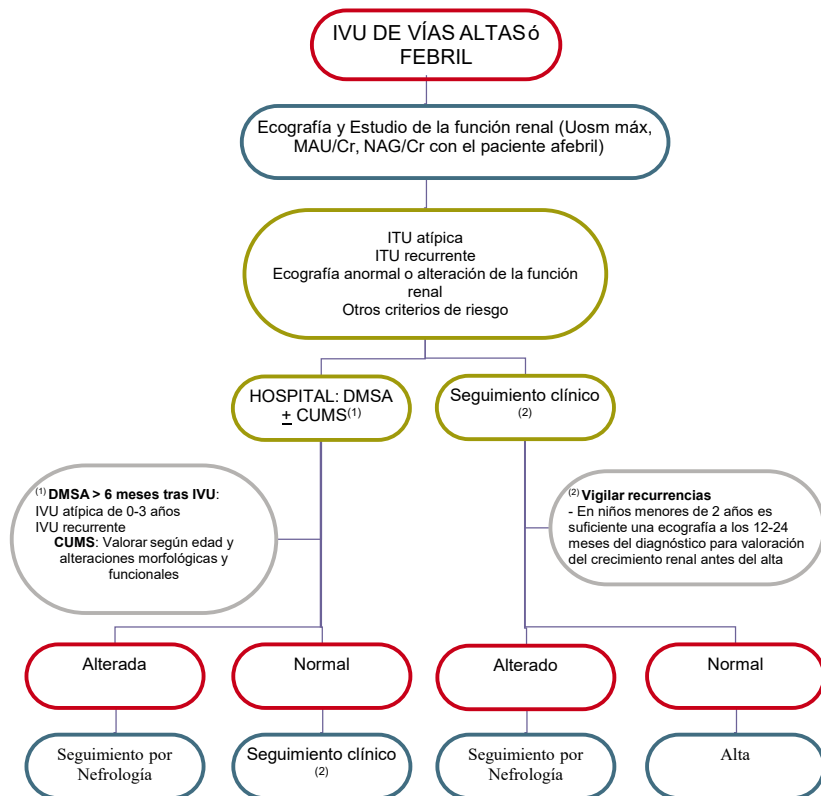 IVU DE VÍAS ALTAS ó
FEBRIL
Ecografía y Estudio de la función renal (Uosm máx,
MAU/Cr, NAG/Cr con el paciente afebril)
ITU atípica
ITU recurrente
Ecografía anormal o alteración de la función
renal
Otros criterios de riesgo
HOSPITAL: DMSA
± CUMS(1)
Seguimiento clínico
(2)
(1) DMSA > 6 meses tras IVU:
IVU atípica de 0-3 años
IVU recurrente
CUMS: Valorar según edad y
alteraciones morfológicas y
funcionales
(2) Vigilar recurrencias
- En niños menores de 2 años es
suficiente una ecografía a los 12-24
meses del diagnóstico para valoración
del crecimiento renal antes del alta
Alterada
Normal
Alterado
Normal
Seguimiento por
Nefrología
Seguimiento clínico
(2)
Seguimiento por
Nefrología
Alta